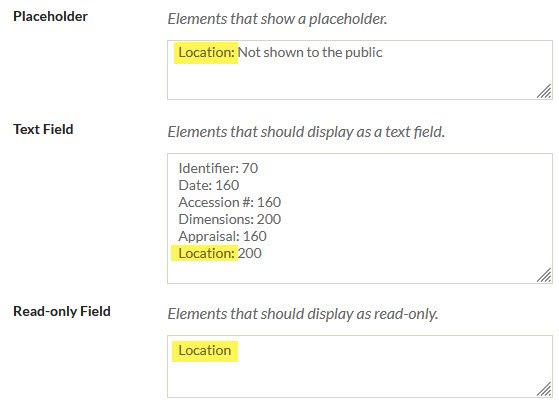 Placeholder
Elements that show a placeholder.
Location: Not shown to the public
Text Field
Elements that should display as a text field.
Identifier: 70
Date: 160
Accession #: 160
Dimensions: 200
Appraisal: 160
Location: 200
Read-only Field
Elements that should display as read-only.
Location